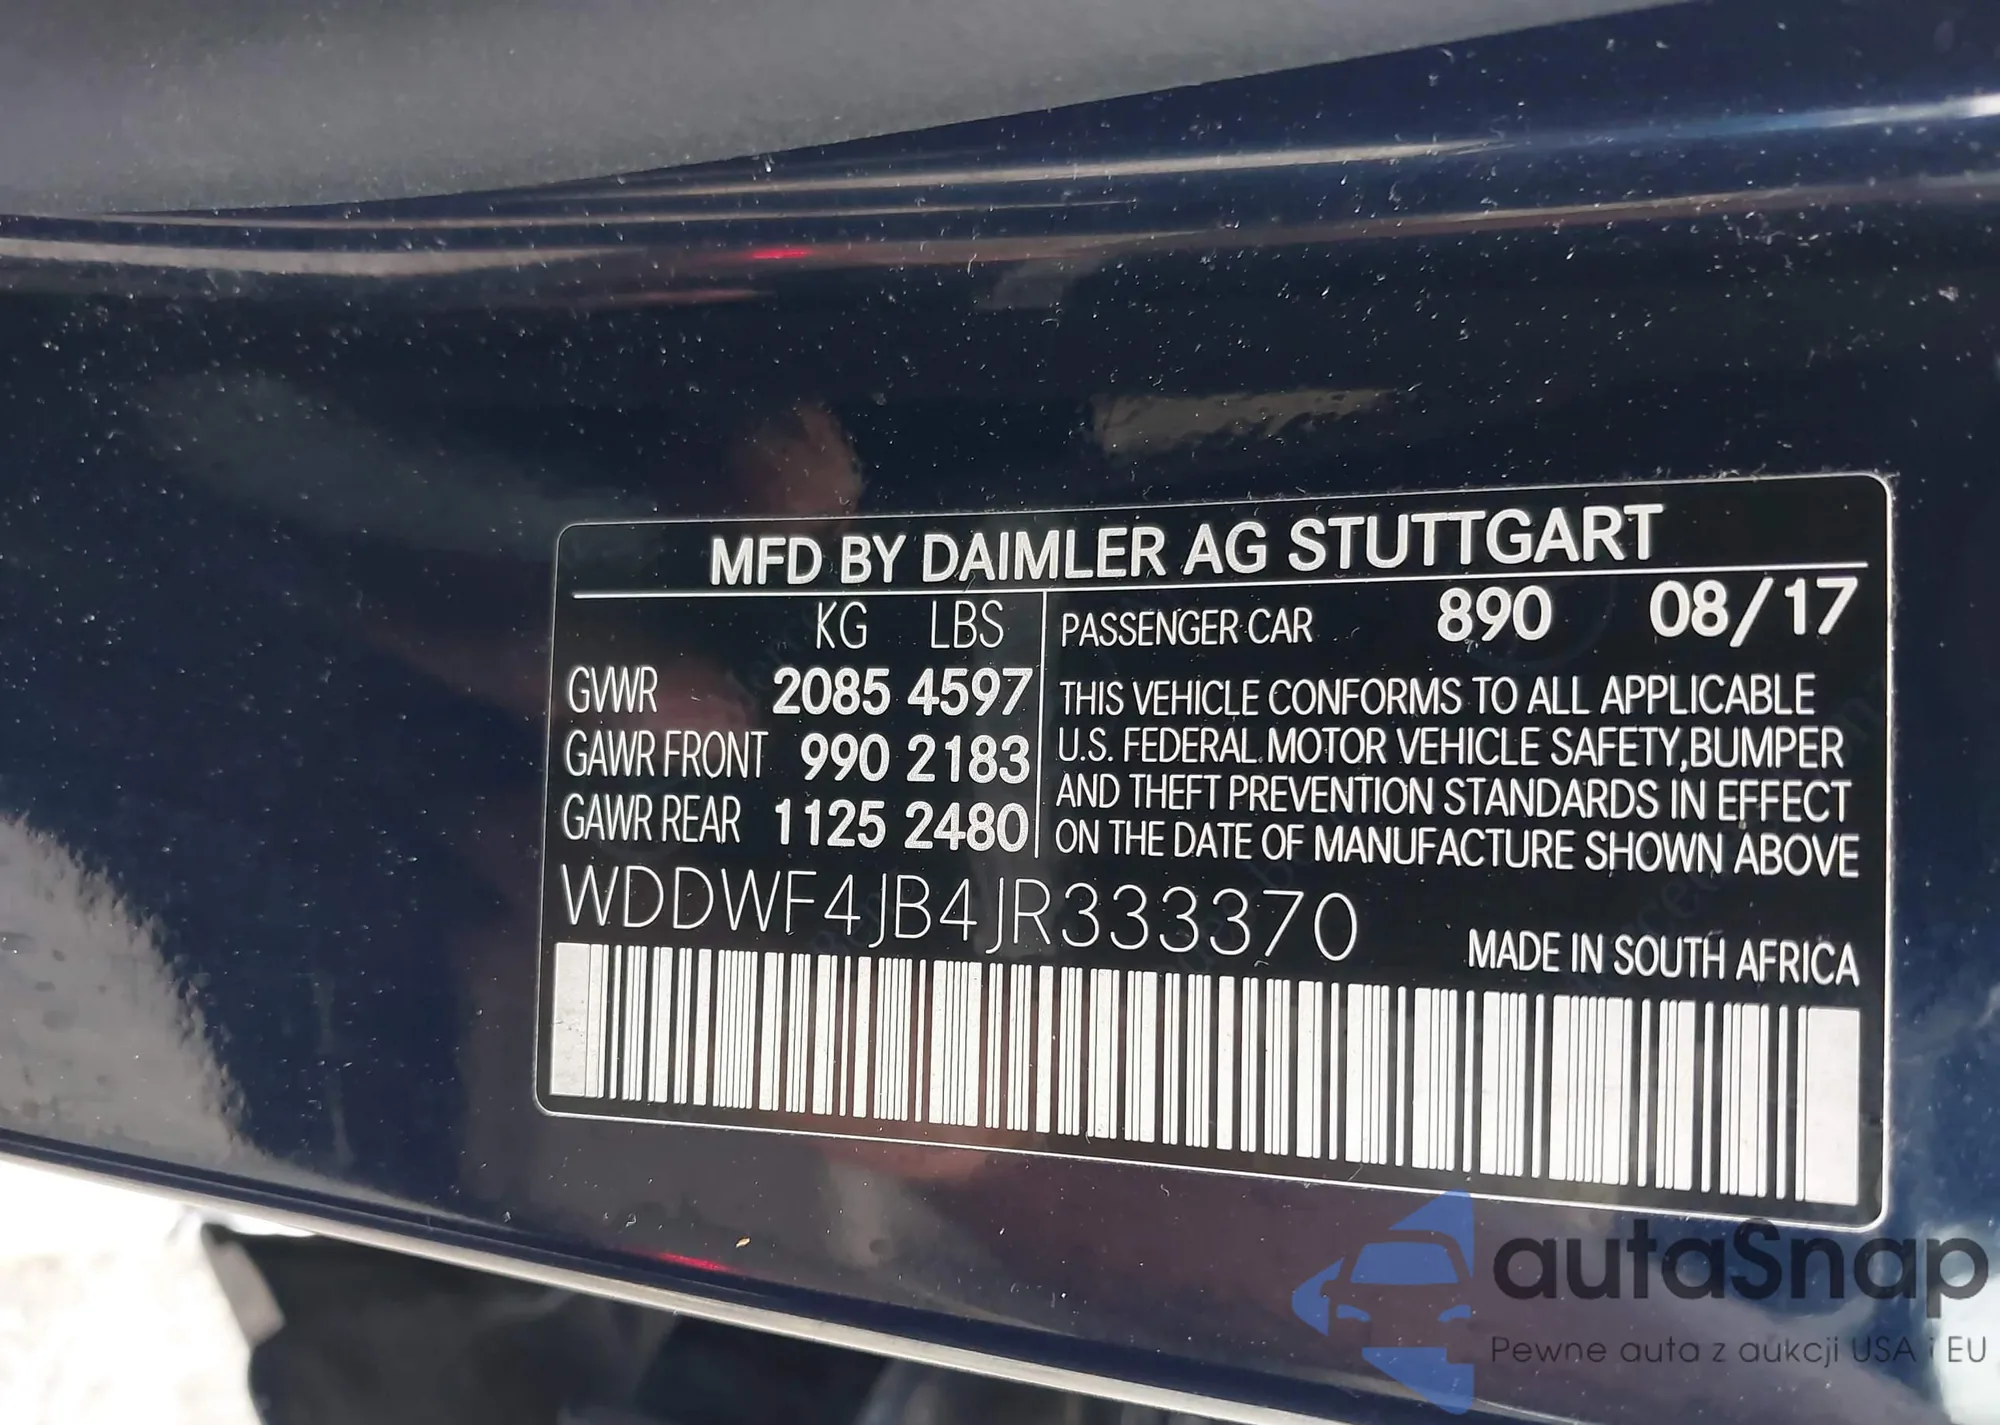 MFD BY DAIMLER AG STUTTGART
KG LBS
GVWR 2085 4597
GAWR FRONT 990 2183
GAWR REAR 1125 2480
PASSENGER CAR 890 08/17
THIS VEHICLE CONFORMS TO ALL APPLICABLE
U.S. FEDERAL MOTOR VEHICLE SAFETY, BUMPER
AND THEFT PREVENTION STANDARDS IN EFFECT
ON THE DATE OF MANUFACTURE SHOWN ABOVE
WDDWF4JB4JR333370
MADE IN SOUTH AFRICA
autaSnap
Pewne auta z aukcji USA i EU